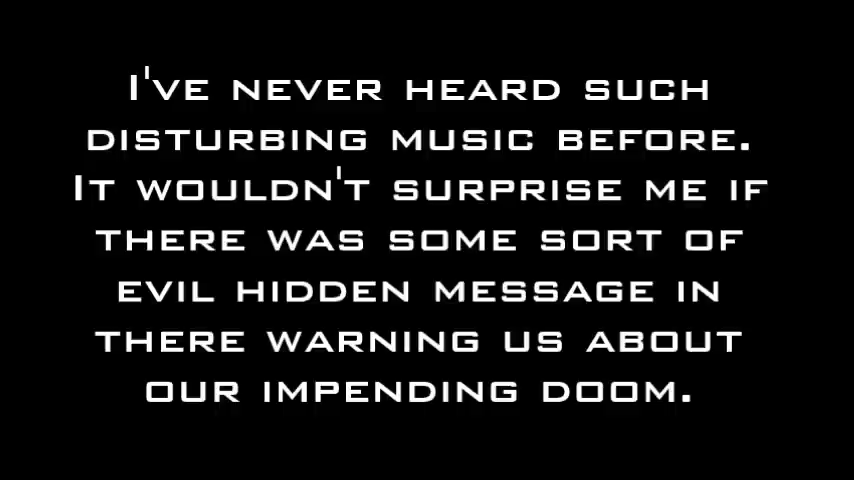 I've never heard such
disturbing music before.
It wouldn't surprise me if
there was some sort of
evil hidden message in
there warning us about
our impending doom.